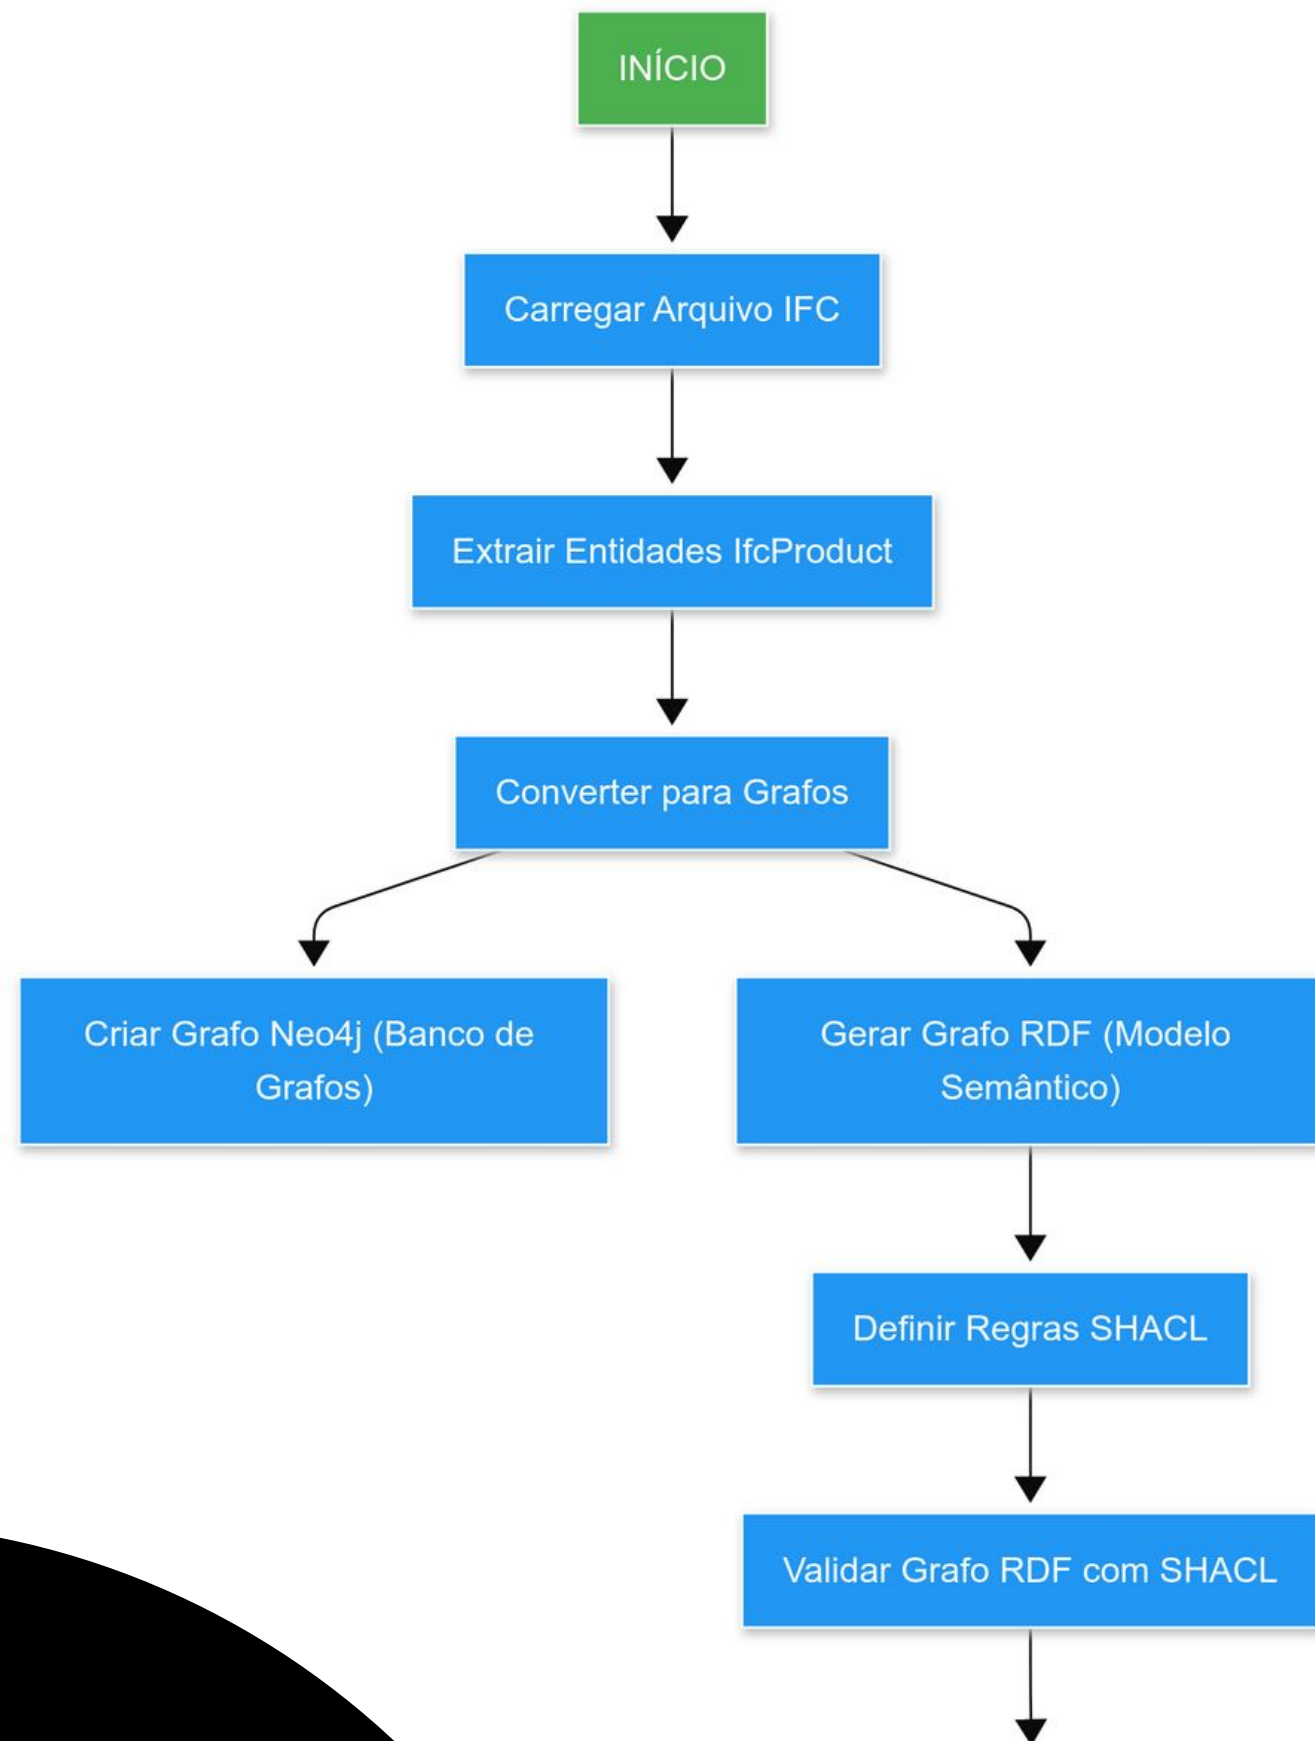 INÍCIO
Carregar Arquivo IFC
Extrair Entidades IfcProduct
Converter para Grafos
Criar Grafo Neo4j (Banco de
Grafos)
Gerar Grafo RDF (Modelo
Semântico)
Definir Regras SHACL
Validar Grafo RDF com SHACL